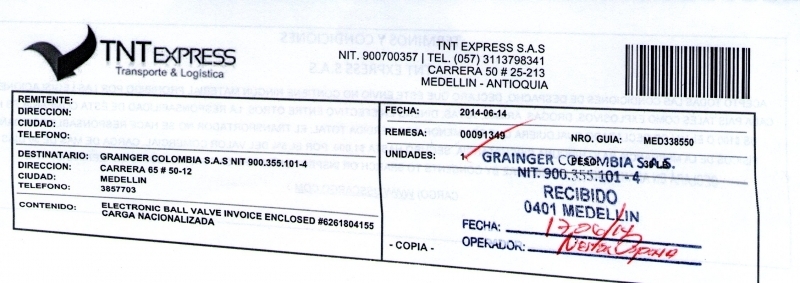 TNT EXPRESS
Transporte & Logística
TNT EXPRESS S.A.S
NIT. 900700357 | TEL. (057) 3113798341
CARRERA 50 # 25-213
MEDELLIN - ANTIOQUIA
REMITENTE:
DIRECCION:
CIUDAD:
TELEFONO:
DESTINATARIO: GRAINGER COLOMBIA S.A.S NIT 900.355.101-4
DIRECCION CARRERA 65 # 50-12
CIUDAD: MEDELLIN
TELEFONO 3857703
CONTENIDO: ELECTRONIC BALL VALVE INVOICE ENCLOSED #6261804155
CARGA NACIONALIZADA
FECHA: 2014-06-14
REMESA: 00091349 NRO. GUIA: MED338550
UNIDADES: 1 PESO:
GRAINGER COLOMBIA S.A.S.
NIT. 900.355.101 - 4
RECIBIDO
0401 MEDELLIN
FECHA: 17/06/14
OPERADOR: Nestor Ospina
- COPIA -